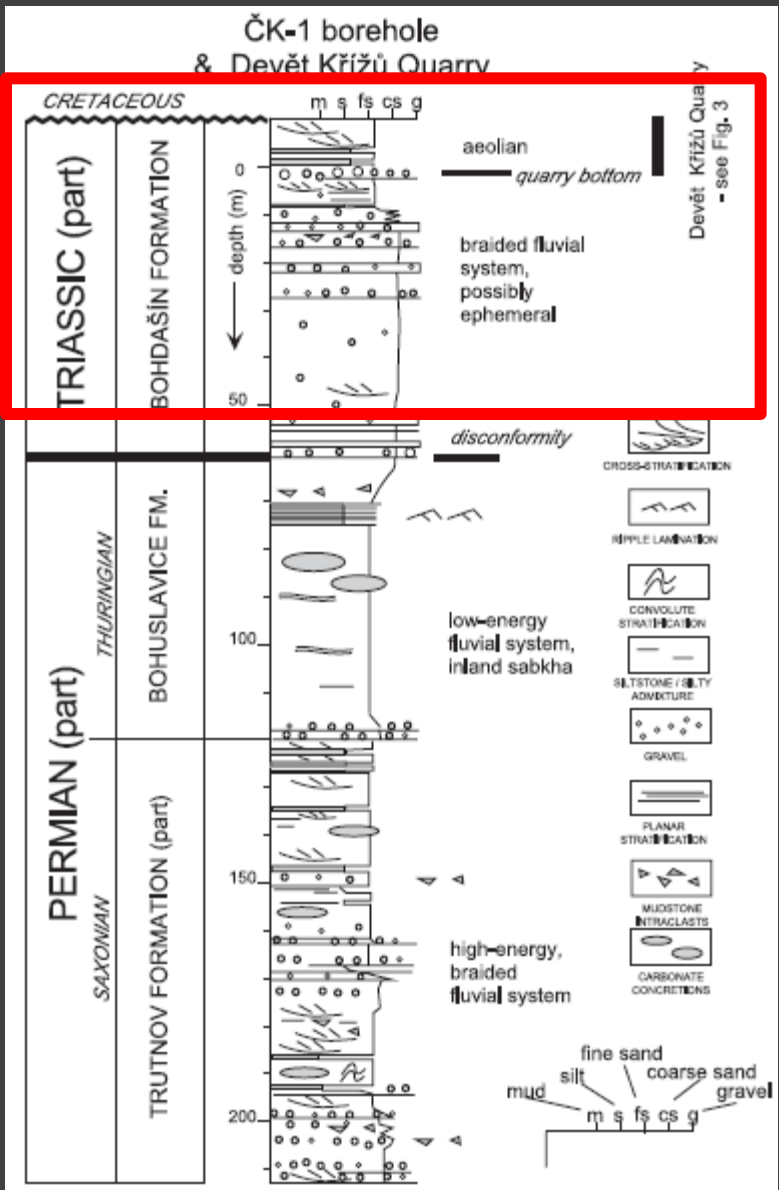 ČK-1 borehole
& Devět Křížů Quarry
CRETACEOUS
m s fs cs g
Devět Křížů Quarry
- see Fig. 3
TRIASSIC (part)
BOHDAŠÍN FORMATION
0
depth (m)
50
aeolian
quarry bottom
braided fluvial
system,
possibly
ephemeral
disconformity
PERMIAN (part)
THURINGIAN
BOHUSLAVICE FM.
100
low-energy
fluvial system,
inland sabkha
SAXONIAN
TRUTNOV FORMATION (part)
150
200
high-energy,
braided
fluvial system
CROSS-STRATIFICATION
RIPPLE LAMINATION
CONVOLUTE
STRATIFICATION
SILTSTONE / SILTY
ADMIXTURE
GRAVEL
PLANAR
STRATIFICATION
MUDSTONE
INTRACLASTS
CARBONATE
CONCRETIONS
fine sand
silt
coarse sand
mud
gravel
m s fs cs g